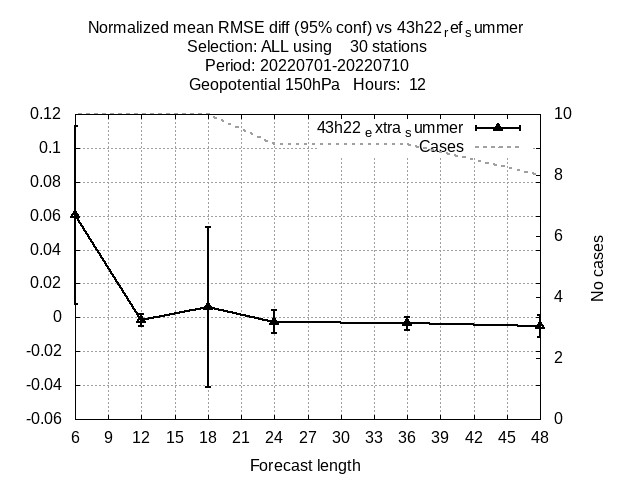 Normalized mean RMSE diff (95% conf) vs 43h22refsummer
Selection: ALL using 30 stations
Period: 20220701-20220710
Geopotential 150hPa Hours: 12
43h22extrasummer
Cases
0.12
0.1
0.08
0.06
0.04
0.02
0
-0.02
-0.04
-0.06
10
8
6
4
2
0
No cases
6 9 12 15 18 21 24 27 30 33 36 39 42 45 48
Forecast length